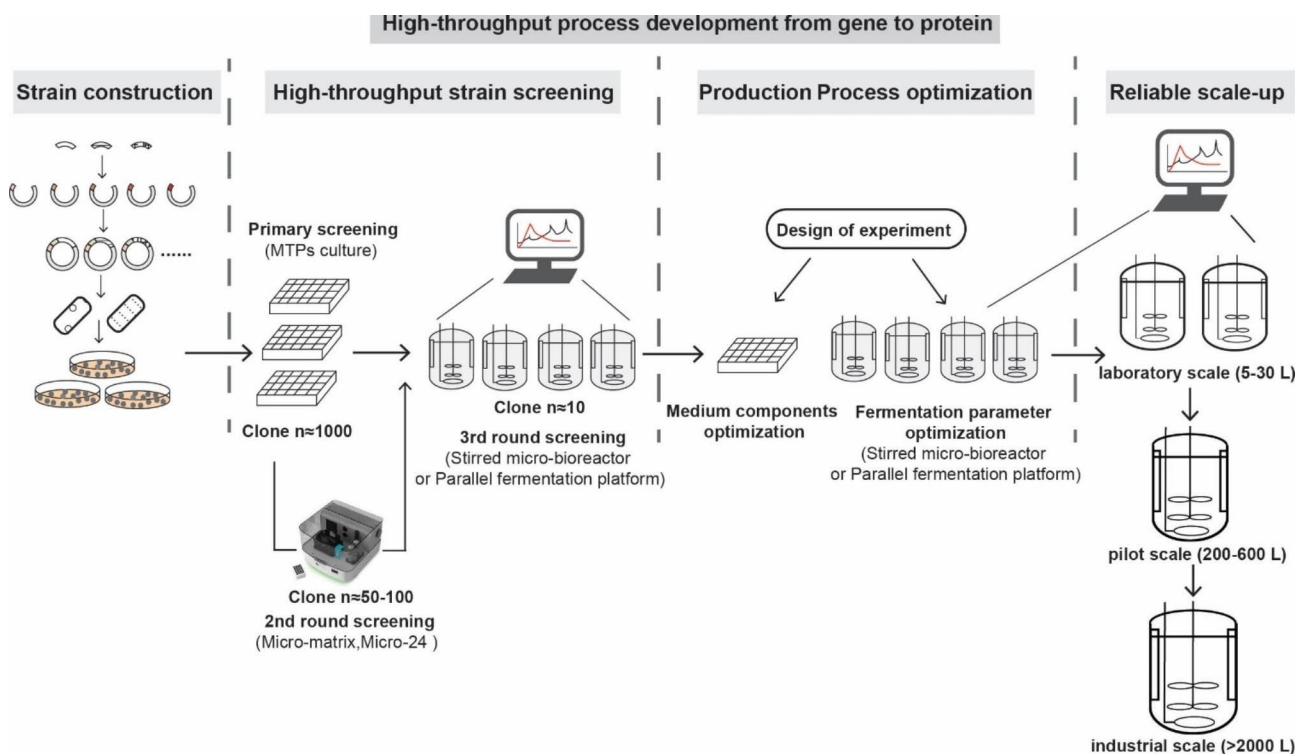 High-throughput process development from gene to protein
Strain construction
High-throughput strain screening
Production Process optimization
Reliable scale-up
Primary screening
(MTPs culture)
Clone n≈1000
Clone n≈50-100
2nd round screening
(Micro-matrix,Micro-24 )
Clone n≈10
3rd round screening
(Stirred micro-bioreactor
or Parallel fermentation platform)
Design of experiment
Medium components
optimization
Fermentation parameter
optimization
(Stirred micro-bioreactor
or Parallel fermentation platform)
laboratory scale (5-30 L)
pilot scale (200-600 L)
industrial scale (>2000 L)